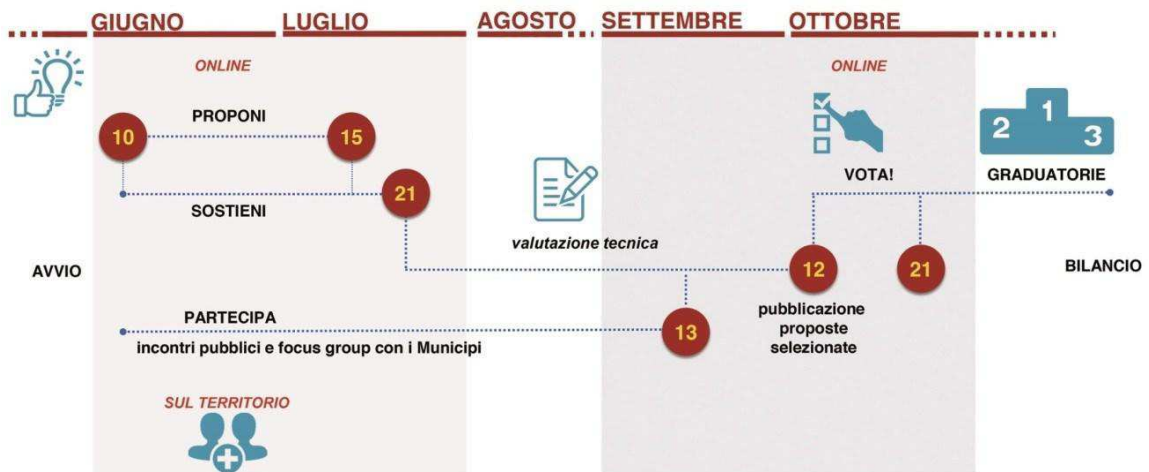 GIUGNO LUGLIO AGOSTO SETTEMBRE OTTOBRE
ONLINE ONLINE
PROPONI
10 15
2 1 3
VOTA! GRADUATORIE
21
SOSTIENI
valutazione tecnica
AVVIO
12 21
BILANCIO
PARTECIPA
13
incontri pubblici e focus group con i Municipi
pubblicazione
proposte
selezionate
SUL TERRITORIO